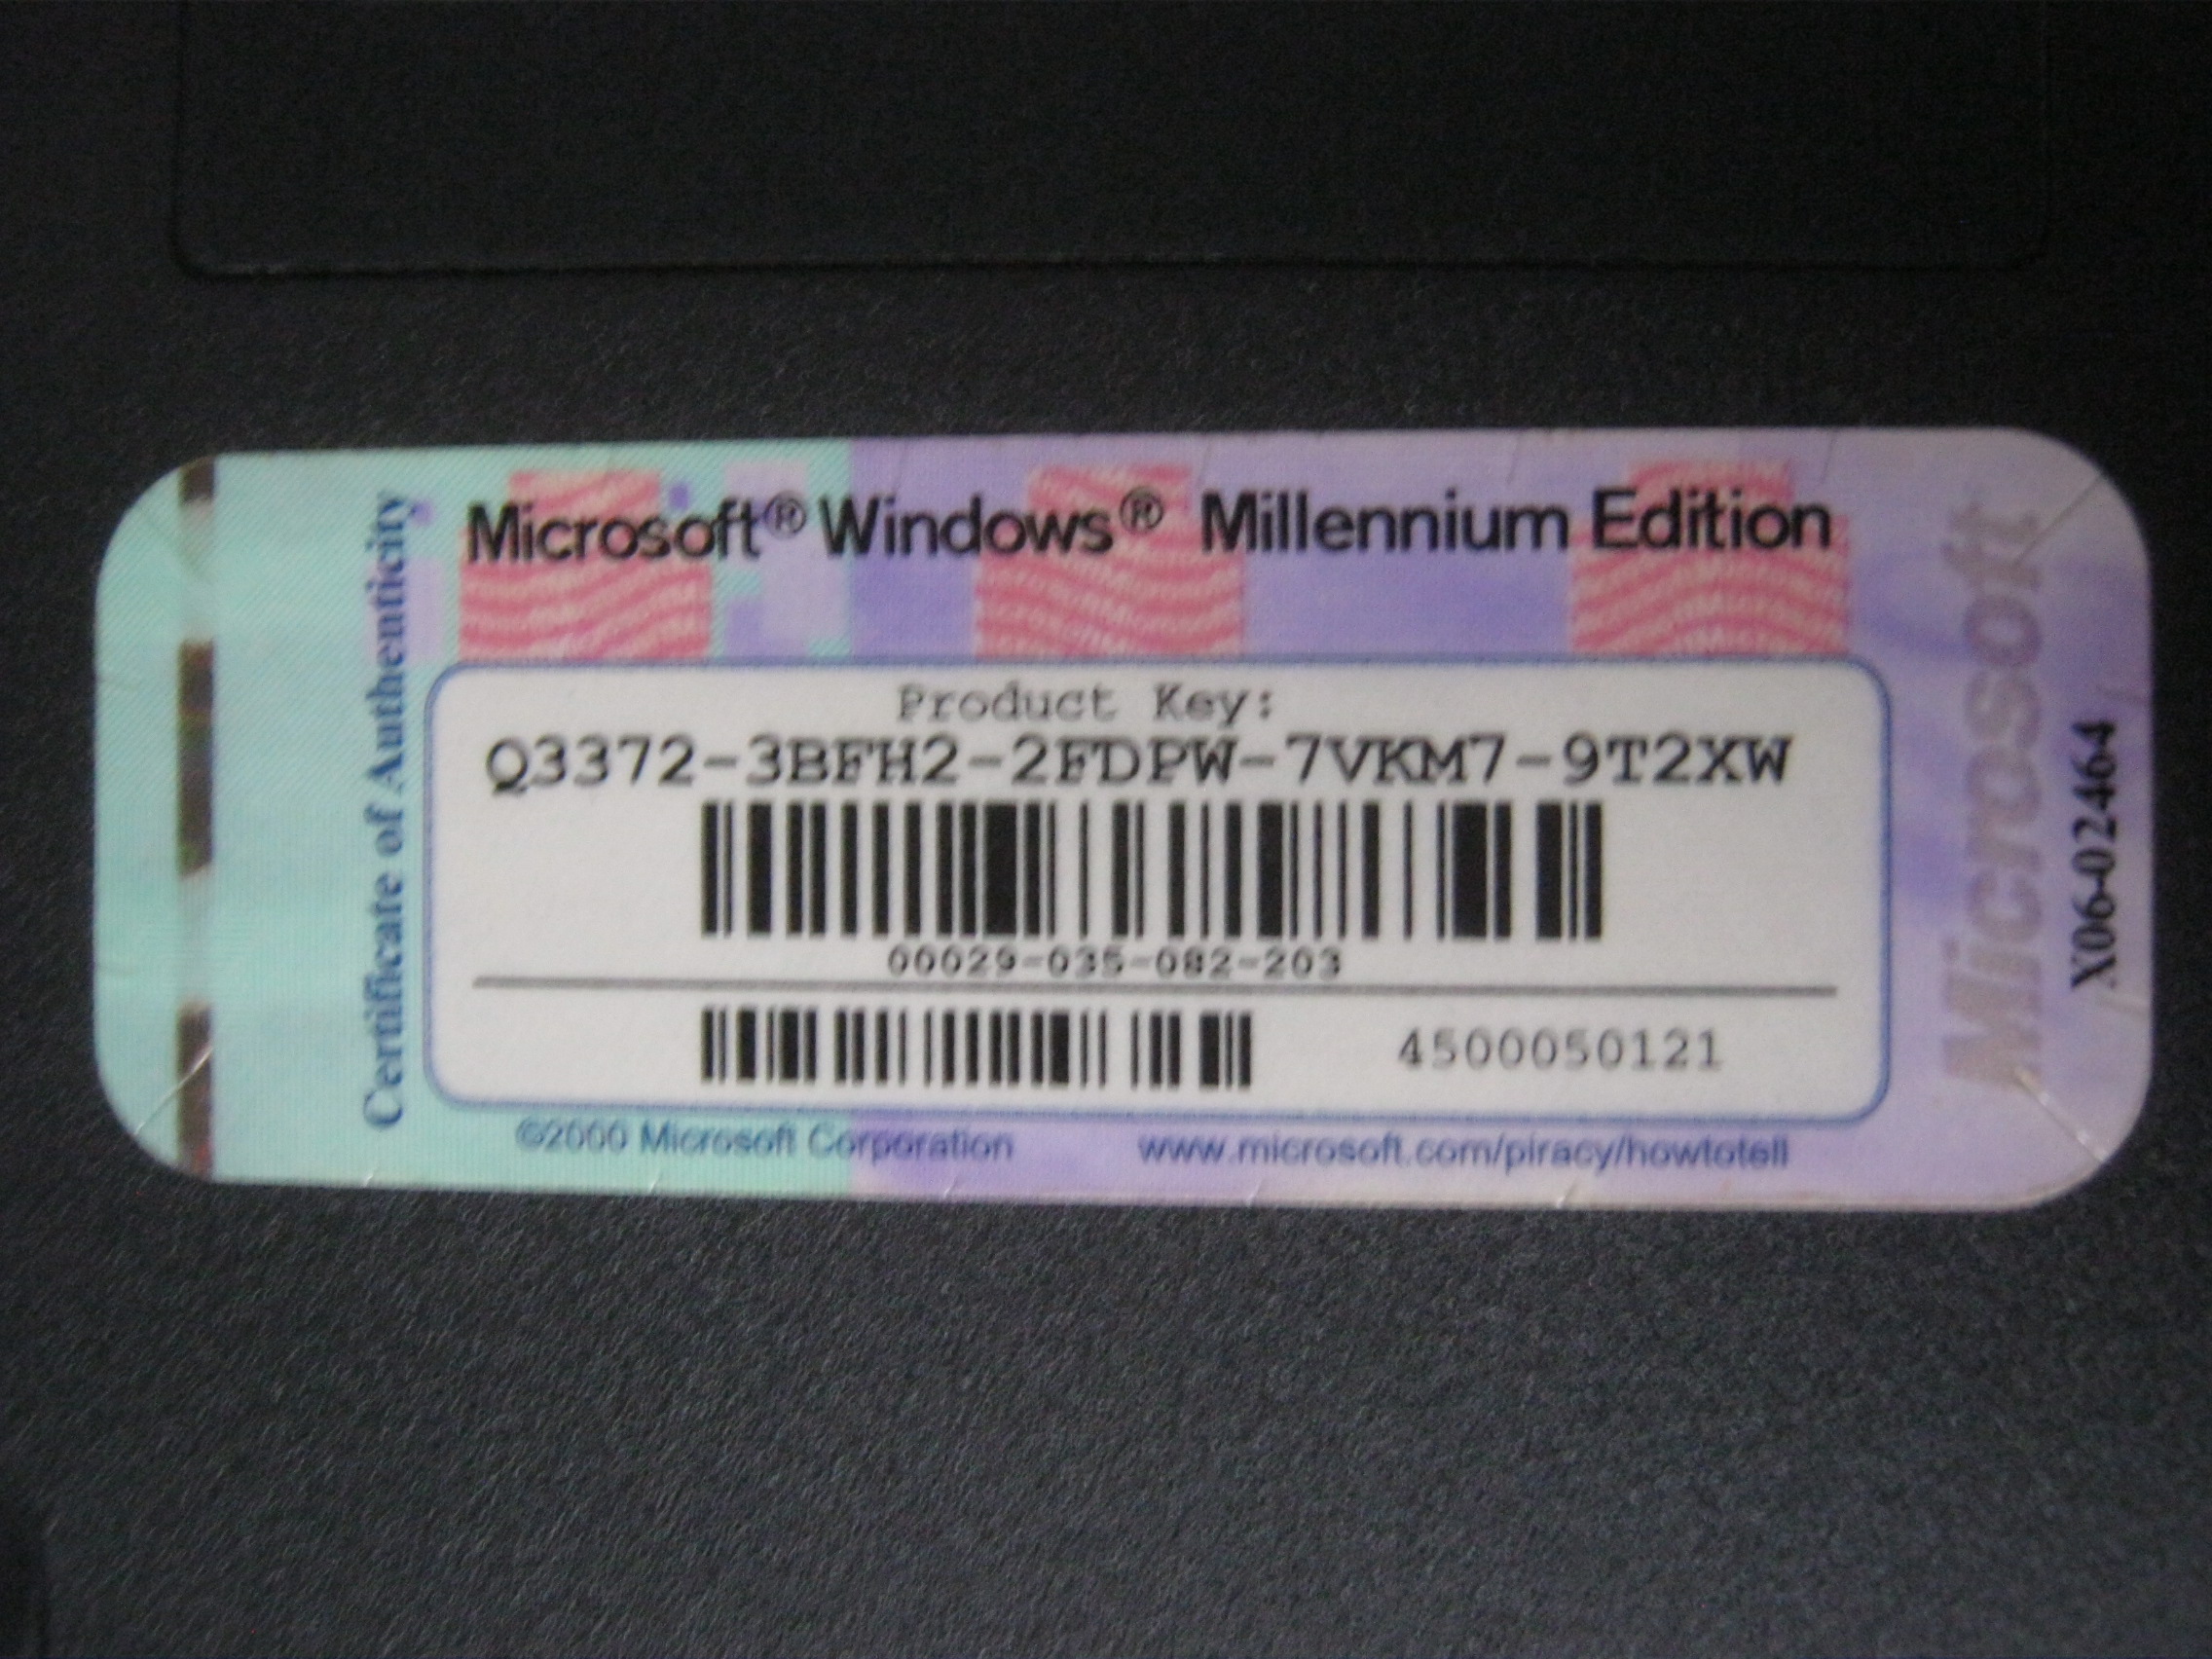 Microsoft® Windows® Millennium Edition
Certificate of Authenticity
Product Key:
Q3372-3BFH2-2FDPW-7VKM7-9T2XW
00029-035-082-203
4500050121
©2000 Microsoft Corporation
www.microsoft.com/piracy/howtotell
Microsoft
X06-02464